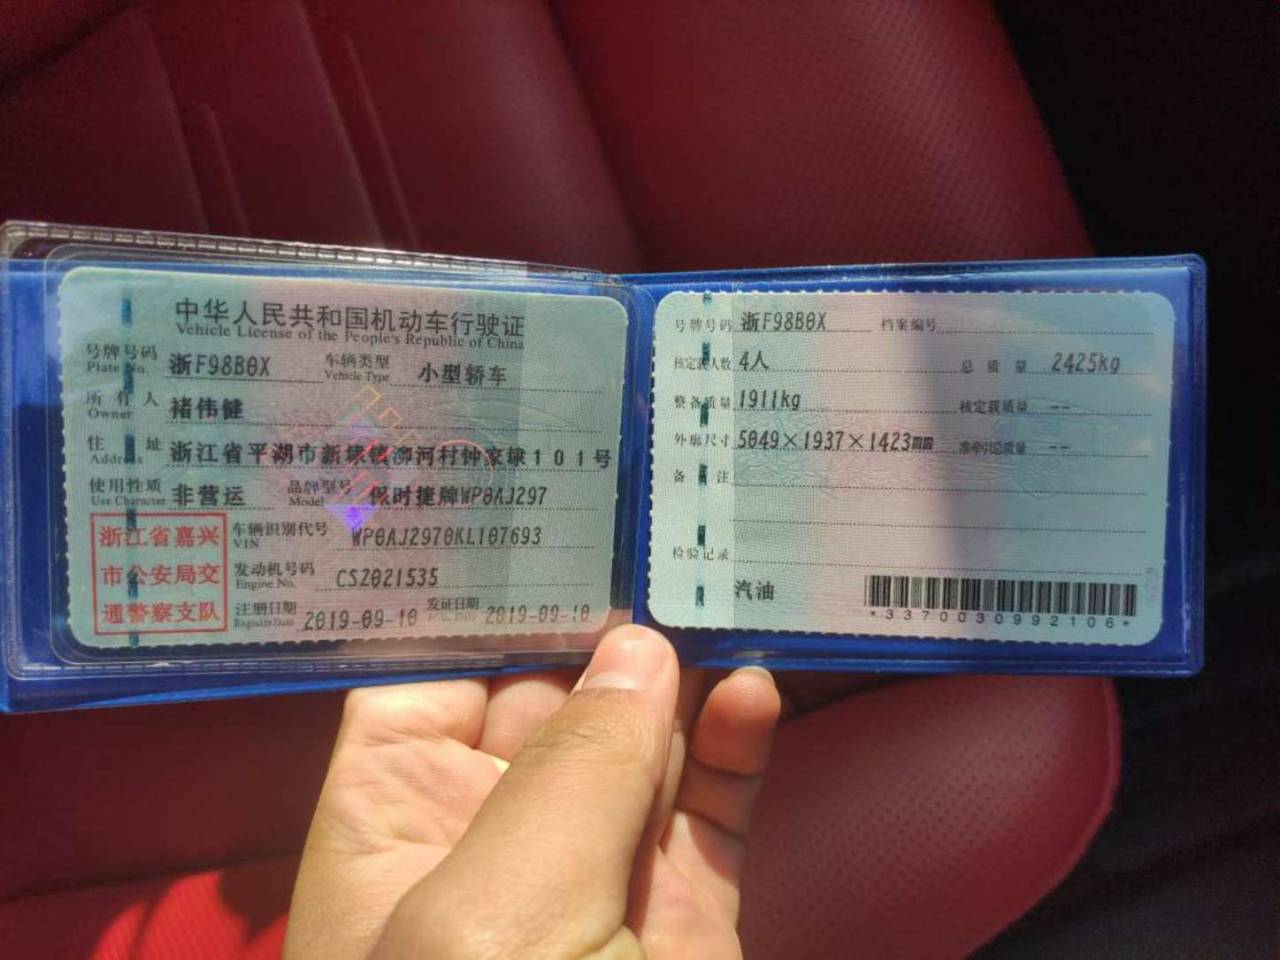 中华人民共和国机动车行驶证
Vehicle License of the People's Republic of China
号牌号码 浙F98B0X 车辆类型 小型轿车
Plate No. Vehicle Type
所有人 褚伟健
Owner
住址 浙江省平湖市新埭镇泖河村钟家埭101号
Address
使用性质 非营运 品牌型号 保时捷牌WP0AJ297
Use Character Model
浙江省嘉兴
市公安局交
通警察支队
车辆识别代号 WP0AJ2970KL107693
VIN
发动机号码 CSZ021535
Engine No.
注册日期 2019-09-10 发证日期 2019-09-10
Register Date Issue Date
号牌号码 浙F98B0X 档案编号
核定载人数 4人 总质量 2425kg
整备质量 1911kg 核定载质量 --
外廓尺寸 5049×1937×1423mm 准牵引总质量 --
备注
检验记录
汽油
*3370030992106*